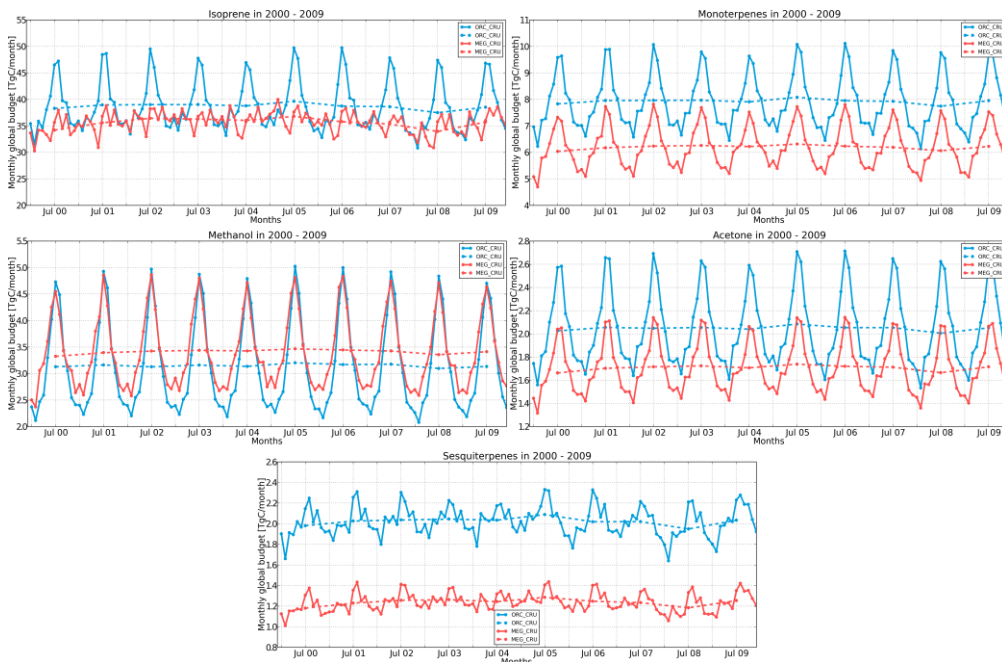 Isoprene in 2000 - 2009
Monthly global budget [TgC/month]
55
50
45
40
35
30
25
20
ORC_CRU
ORC_CRU
MEG_CRU
MEG_CRU
Jul 00 Jul 01 Jul 02 Jul 03 Jul 04 Jul 05 Jul 06 Jul 07 Jul 08 Jul 09
Months
Monoterpenes in 2000 - 2009
Monthly global budget [TgC/month]
11
10
9
8
7
6
5
4
ORC_CRU
ORC_CRU
MEG_CRU
MEG_CRU
Jul 00 Jul 01 Jul 02 Jul 03 Jul 04 Jul 05 Jul 06 Jul 07 Jul 08 Jul 09
Months
Methanol in 2000 - 2009
Monthly global budget [TgC/month]
5.5
5.0
4.5
4.0
3.5
3.0
2.5
2.0
ORC_CRU
ORC_CRU
MEG_CRU
MEG_CRU
Jul 00 Jul 01 Jul 02 Jul 03 Jul 04 Jul 05 Jul 06 Jul 07 Jul 08 Jul 09
Months
Acetone in 2000 - 2009
Monthly global budget [TgC/month]
2.8
2.6
2.4
2.2
2.0
1.8
1.6
1.4
1.2
ORC_CRU
ORC_CRU
MEG_CRU
MEG_CRU
Jul 00 Jul 01 Jul 02 Jul 03 Jul 04 Jul 05 Jul 06 Jul 07 Jul 08 Jul 09
Months
Sesquiterpenes in 2000 - 2009
Monthly global budget [TgC/month]
2.6
2.4
2.2
2.0
1.8
1.6
1.4
1.2
1.0
0.8
ORC_CRU
ORC_CRU
MEG_CRU
MEG_CRU
Jul 00 Jul 01 Jul 02 Jul 03 Jul 04 Jul 05 Jul 06 Jul 07 Jul 08 Jul 09
Months